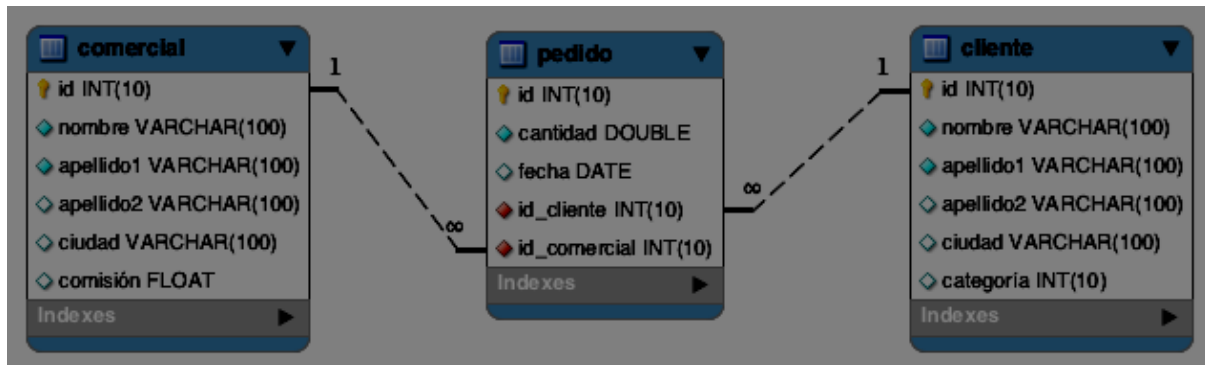 comercial
id INT(10)
nombre VARCHAR(100)
apellido1 VARCHAR(100)
apellido2 VARCHAR(100)
ciudad VARCHAR(100)
comisión FLOAT
Indexes
1
∞
pedido
id INT(10)
cantidad DOUBLE
fecha DATE
id_cliente INT(10)
id_comercial INT(10)
Indexes
∞
1
cliente
id INT(10)
nombre VARCHAR(100)
apellido1 VARCHAR(100)
apellido2 VARCHAR(100)
ciudad VARCHAR(100)
categoría INT(10)
Indexes